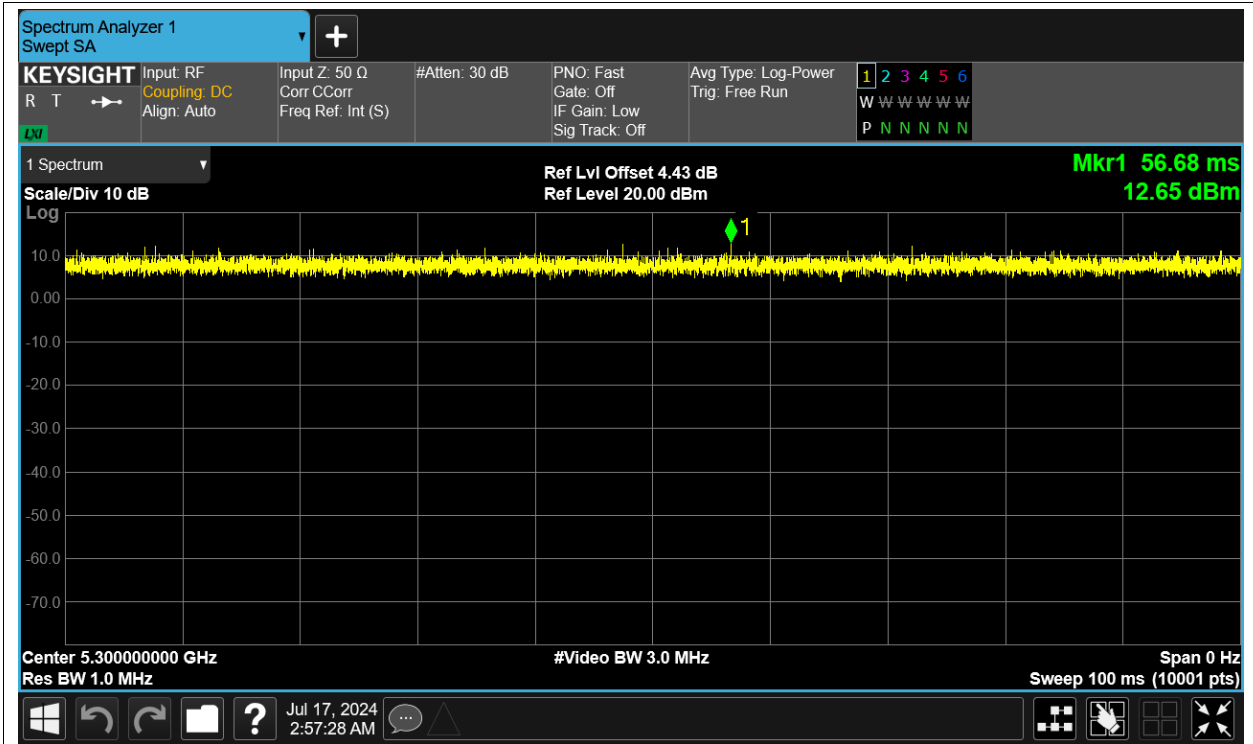 Spectrum Analyzer 1
Swept SA
KEYSIGHT
R T
LXI
Input: RF
Coupling: DC
Align: Auto
Input Z: 50 Ω
Corr CCorr
Freq Ref: Int (S)
#Atten: 30 dB
PNO: Fast
Gate: Off
IF Gain: Low
Sig Track: Off
Avg Type: Log-Power
Trig: Free Run
1 2 3 4 5 6
W W W W W W
P N N N N N
1 Spectrum
Scale/Div 10 dB
Log
Ref Lvl Offset 4.43 dB
Ref Level 20.00 dBm
Mkr1 56.68 ms
12.65 dBm
1
10.0
0.00
-10.0
-20.0
-30.0
-40.0
-50.0
-60.0
-70.0
Center 5.300000000 GHz
Res BW 1.0 MHz
#Video BW 3.0 MHz
Span 0 Hz
Sweep 100 ms (10001 pts)
?
Jul 17, 2024
2:57:28 AM